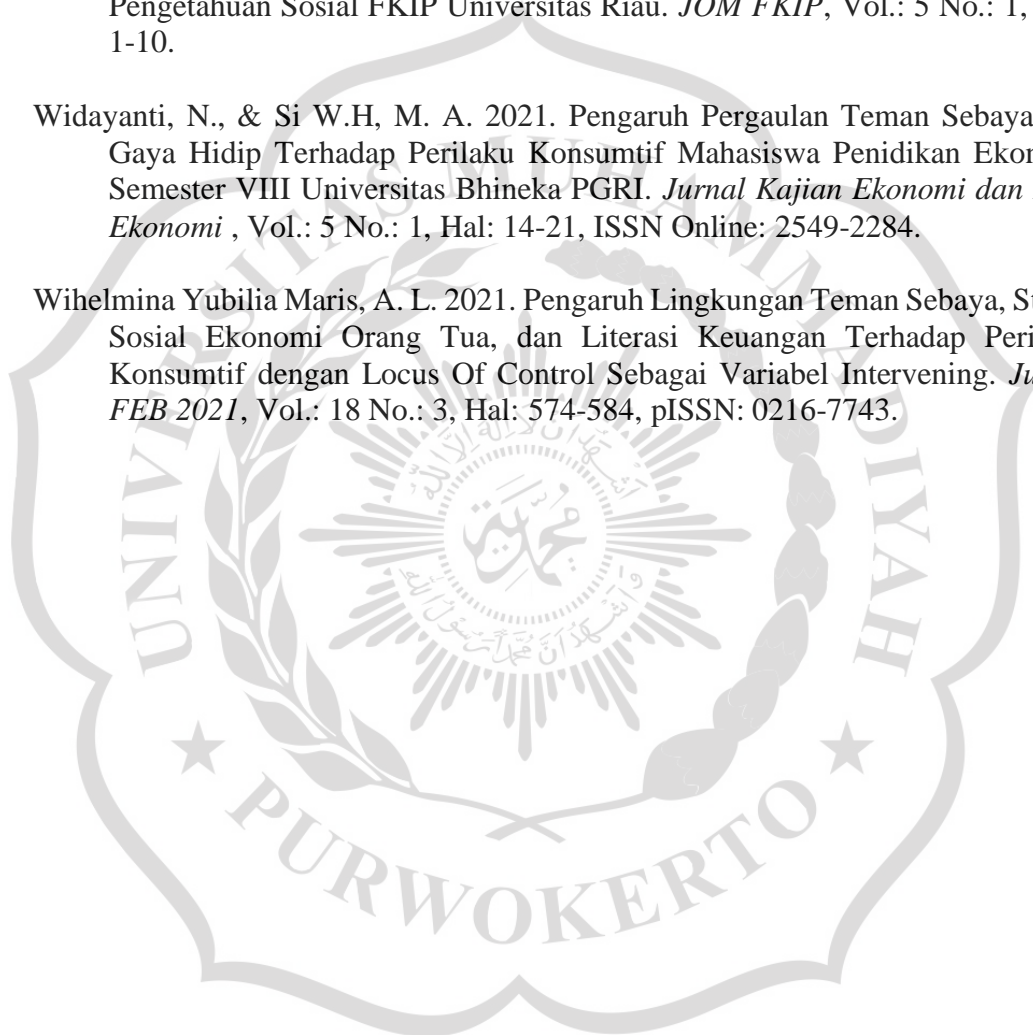 Pengetahuan Sosial FKIP Universitas Riau. JOM FKIP, Vol.: 5 No.: 1,
1-10.
Widayanti, N., & Si W.H, M. A. 2021. Pengaruh Pergaulan Teman Sebaya
Gaya Hidip Terhadap Perilaku Konsumtif Mahasiswa Penidikan
Semester VIII Universitas Bhineka PGRI. Jurnal Kajian Ekonomi dan
Ekonomi , Vol.: 5 No.: 1, Hal: 14-21, ISSN Online: 2549-2284.
Wihelmina Yubilia Maris, A. L. 2021. Pengaruh Lingkungan Teman Sebaya,
Sosial Ekonomi Orang Tua, dan Literasi Keuangan Terhadap
Konsumtif dengan Locus Of Control Sebagai Variabel Intervening.
FEB 2021, Vol.: 18 No.: 3, Hal: 574-584, pISSN: 0216-7743.
UNIVERSITAS MUHAMMADIYAH
PURWOKERTO